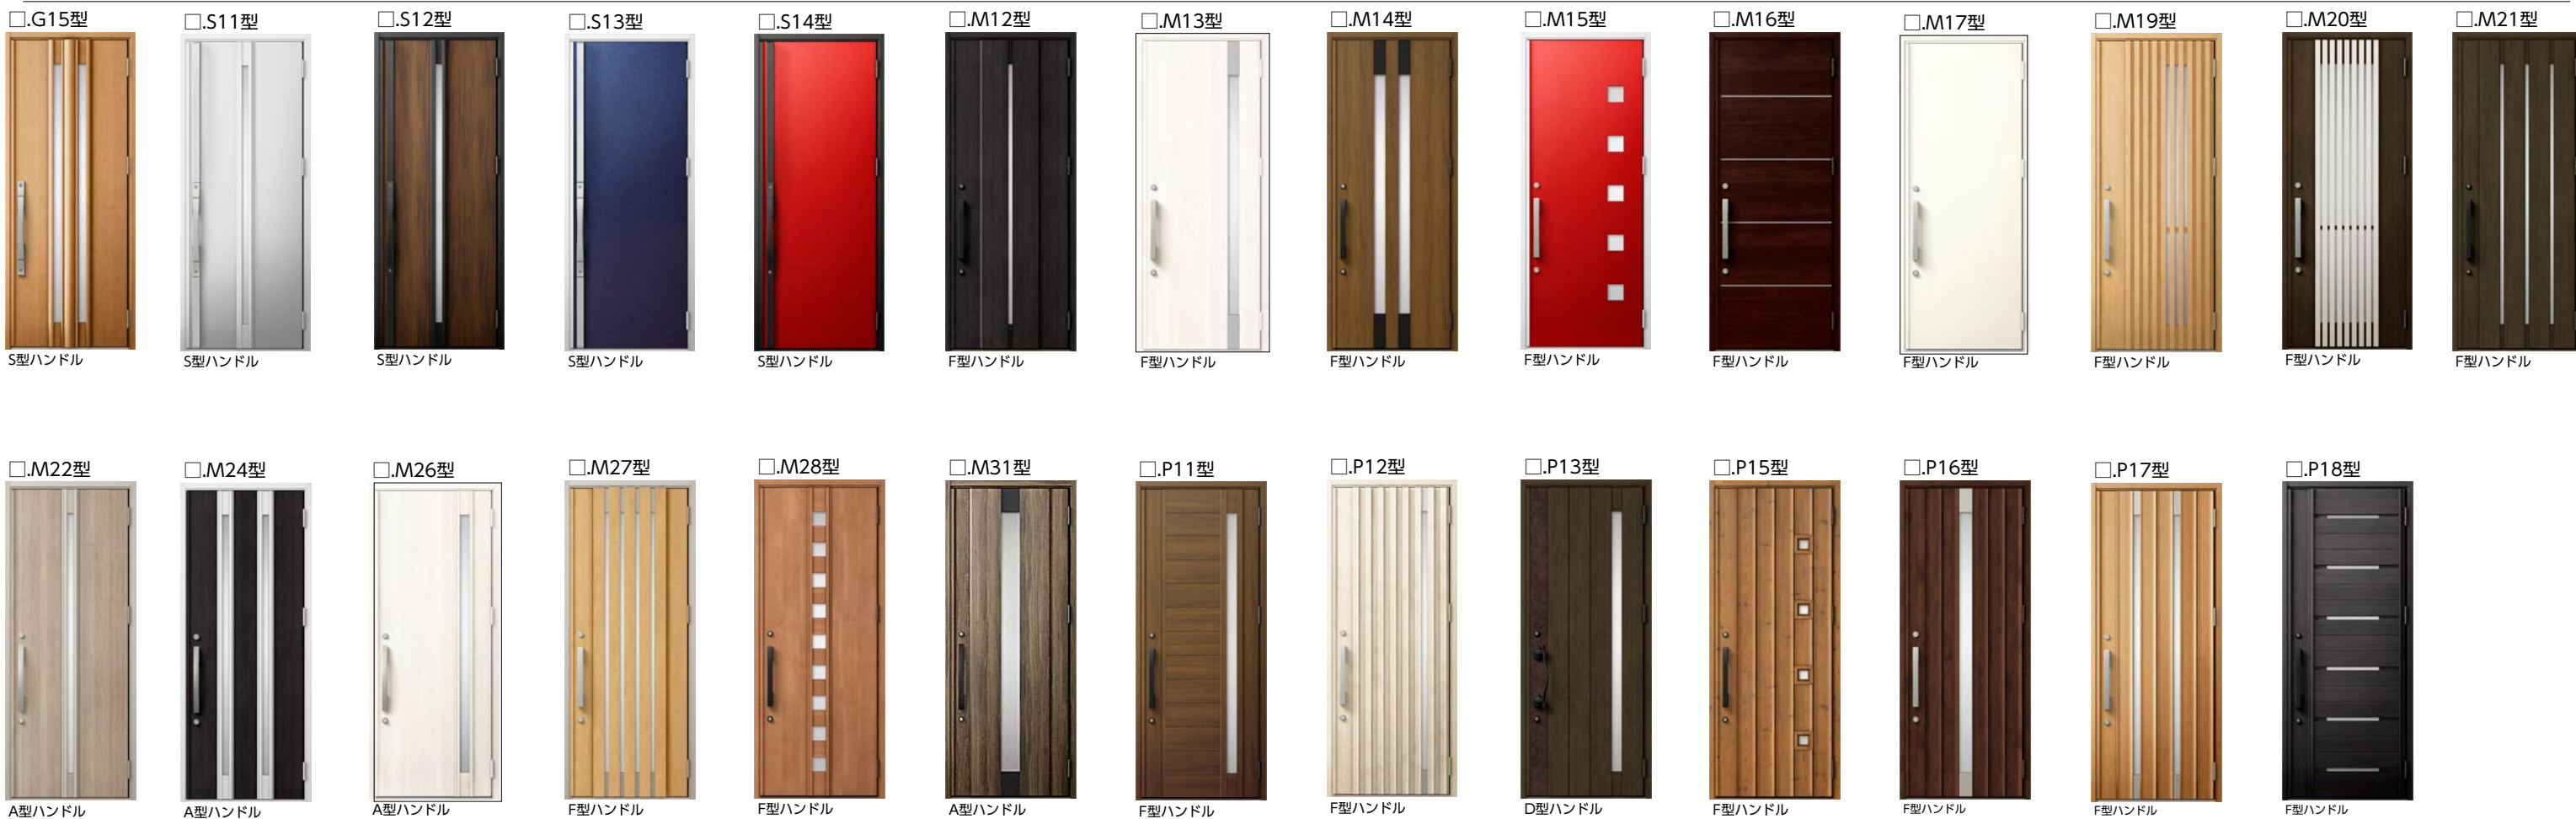 □.G15型 □.S11型 □.S12型 □.S13型 □.S14型 □.M12型 □.M13型 □.M14型 □.M15型 □.M16型 □.M17型 □.M19型 □.M20型 □.M21型
S型ハンドル S型ハンドル S型ハンドル S型ハンドル S型ハンドル F型ハンドル F型ハンドル F型ハンドル F型ハンドル F型ハンドル F型ハンドル F型ハンドル F型ハンドル F型ハンドル
□.M22型 □.M24型 □.M26型 □.M27型 □.M28型 □.M31型 □.P11型 □.P12型 □.P13型 □.P15型 □.P16型 □.P17型 □.P18型
A型ハンドル A型ハンドル A型ハンドル F型ハンドル F型ハンドル A型ハンドル F型ハンドル F型ハンドル D型ハンドル F型ハンドル F型ハンドル F型ハンドル F型ハンドル